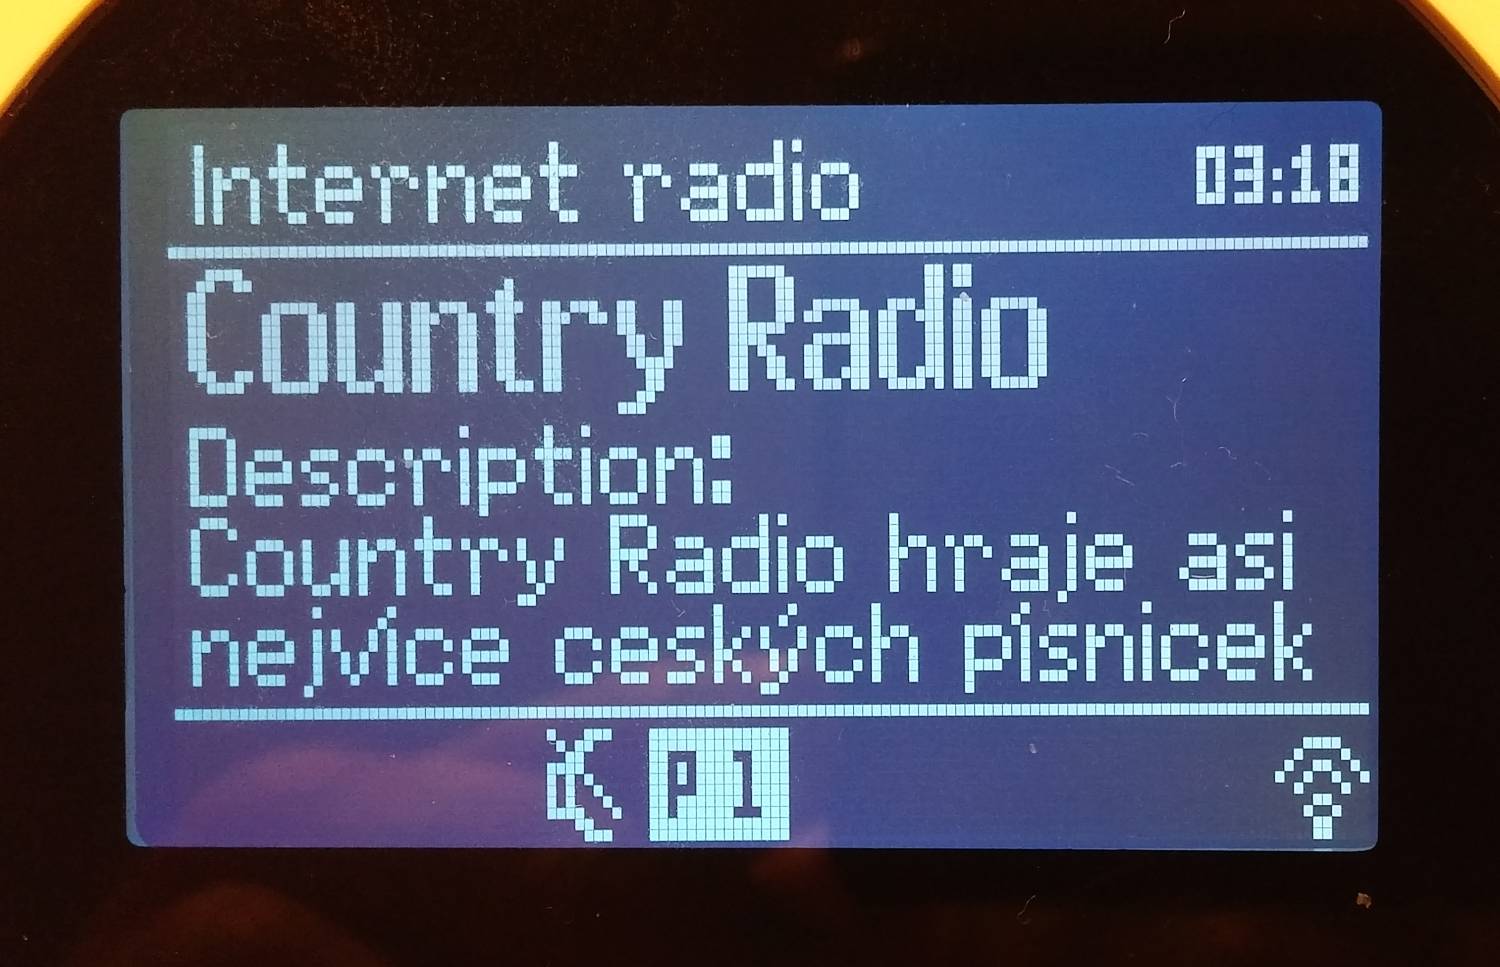 Internet radio 03:18
Country Radio
Description:
Country Radio hraje asi
nejvíce ceských písnicek
P 1